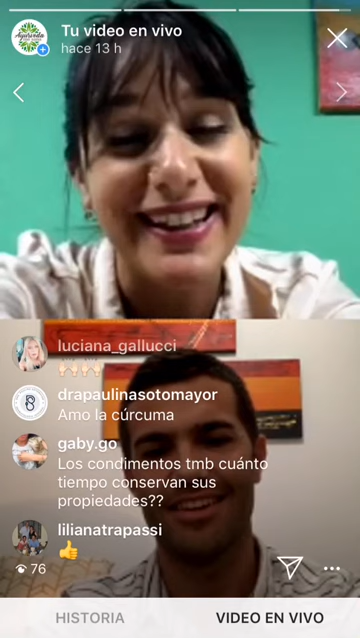 Tu video en vivo
hace 13 h
Ayurveda
luciana_gallucci
drapaulinasotomayor
Amo la cúrcuma
gaby.go
Los condimentos tmb cuánto
tiempo conservan sus
propiedades??
lilianatrapassi
👍
76
HISTORIA
VIDEO EN VIVO